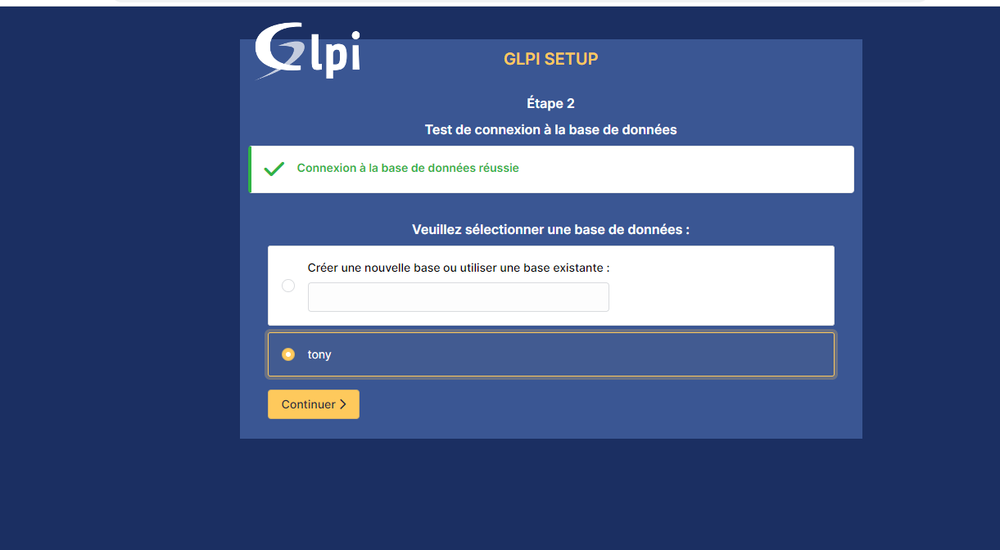 Glpi
GLPI SETUP
Étape 2
Test de connexion à la base de données
Connexion à la base de données réussie
Veuillez sélectionner une base de données :
Créer une nouvelle base ou utiliser une base existante :
tony
Continuer